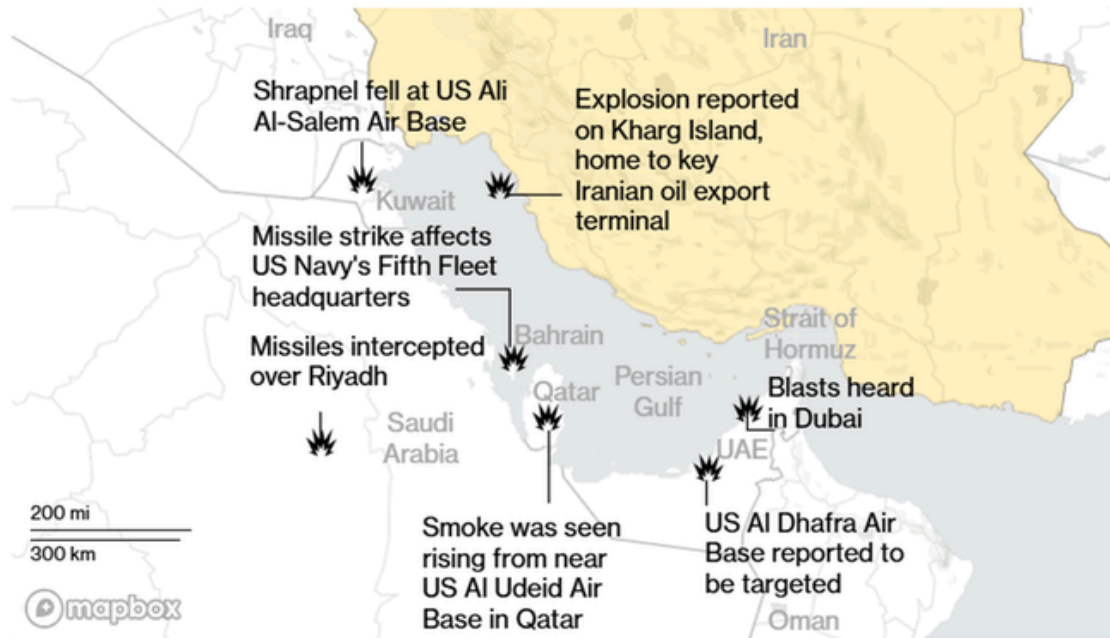 Iraq
Iran
Shrapnel fell at US Ali
Al-Salem Air Base
Explosion reported
on Kharg Island,
home to key
Iranian oil export
terminal
Kuwait
Missile strike affects
US Navy's Fifth Fleet
headquarters
Bahrain
Strait of
Hormuz
Missiles intercepted
over Riyadh
Qatar
Persian
Gulf
Blasts heard
in Dubai
Saudi
Arabia
UAE
200 mi
300 km
Smoke was seen
rising from near
US Al Udeid Air
Base in Qatar
US Al Dhafra Air
Base reported to
be targeted
mapbox
Oman